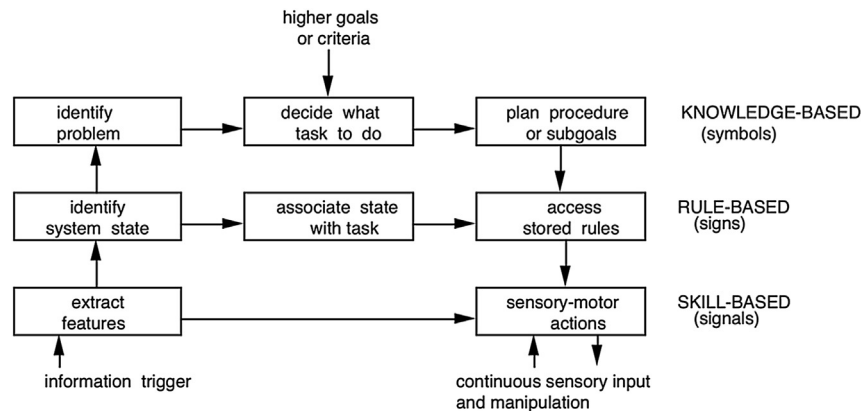 higher goals
or criteria
identify
problem
decide what
task to do
plan procedure
or subgoals
KNOWLEDGE-BASED
(symbols)
identify
system state
associate state
with task
access
stored rules
RULE-BASED
(signs)
extract
features
sensory-motor
actions
SKILL-BASED
(signals)
information trigger
continuous sensory input
and manipulation